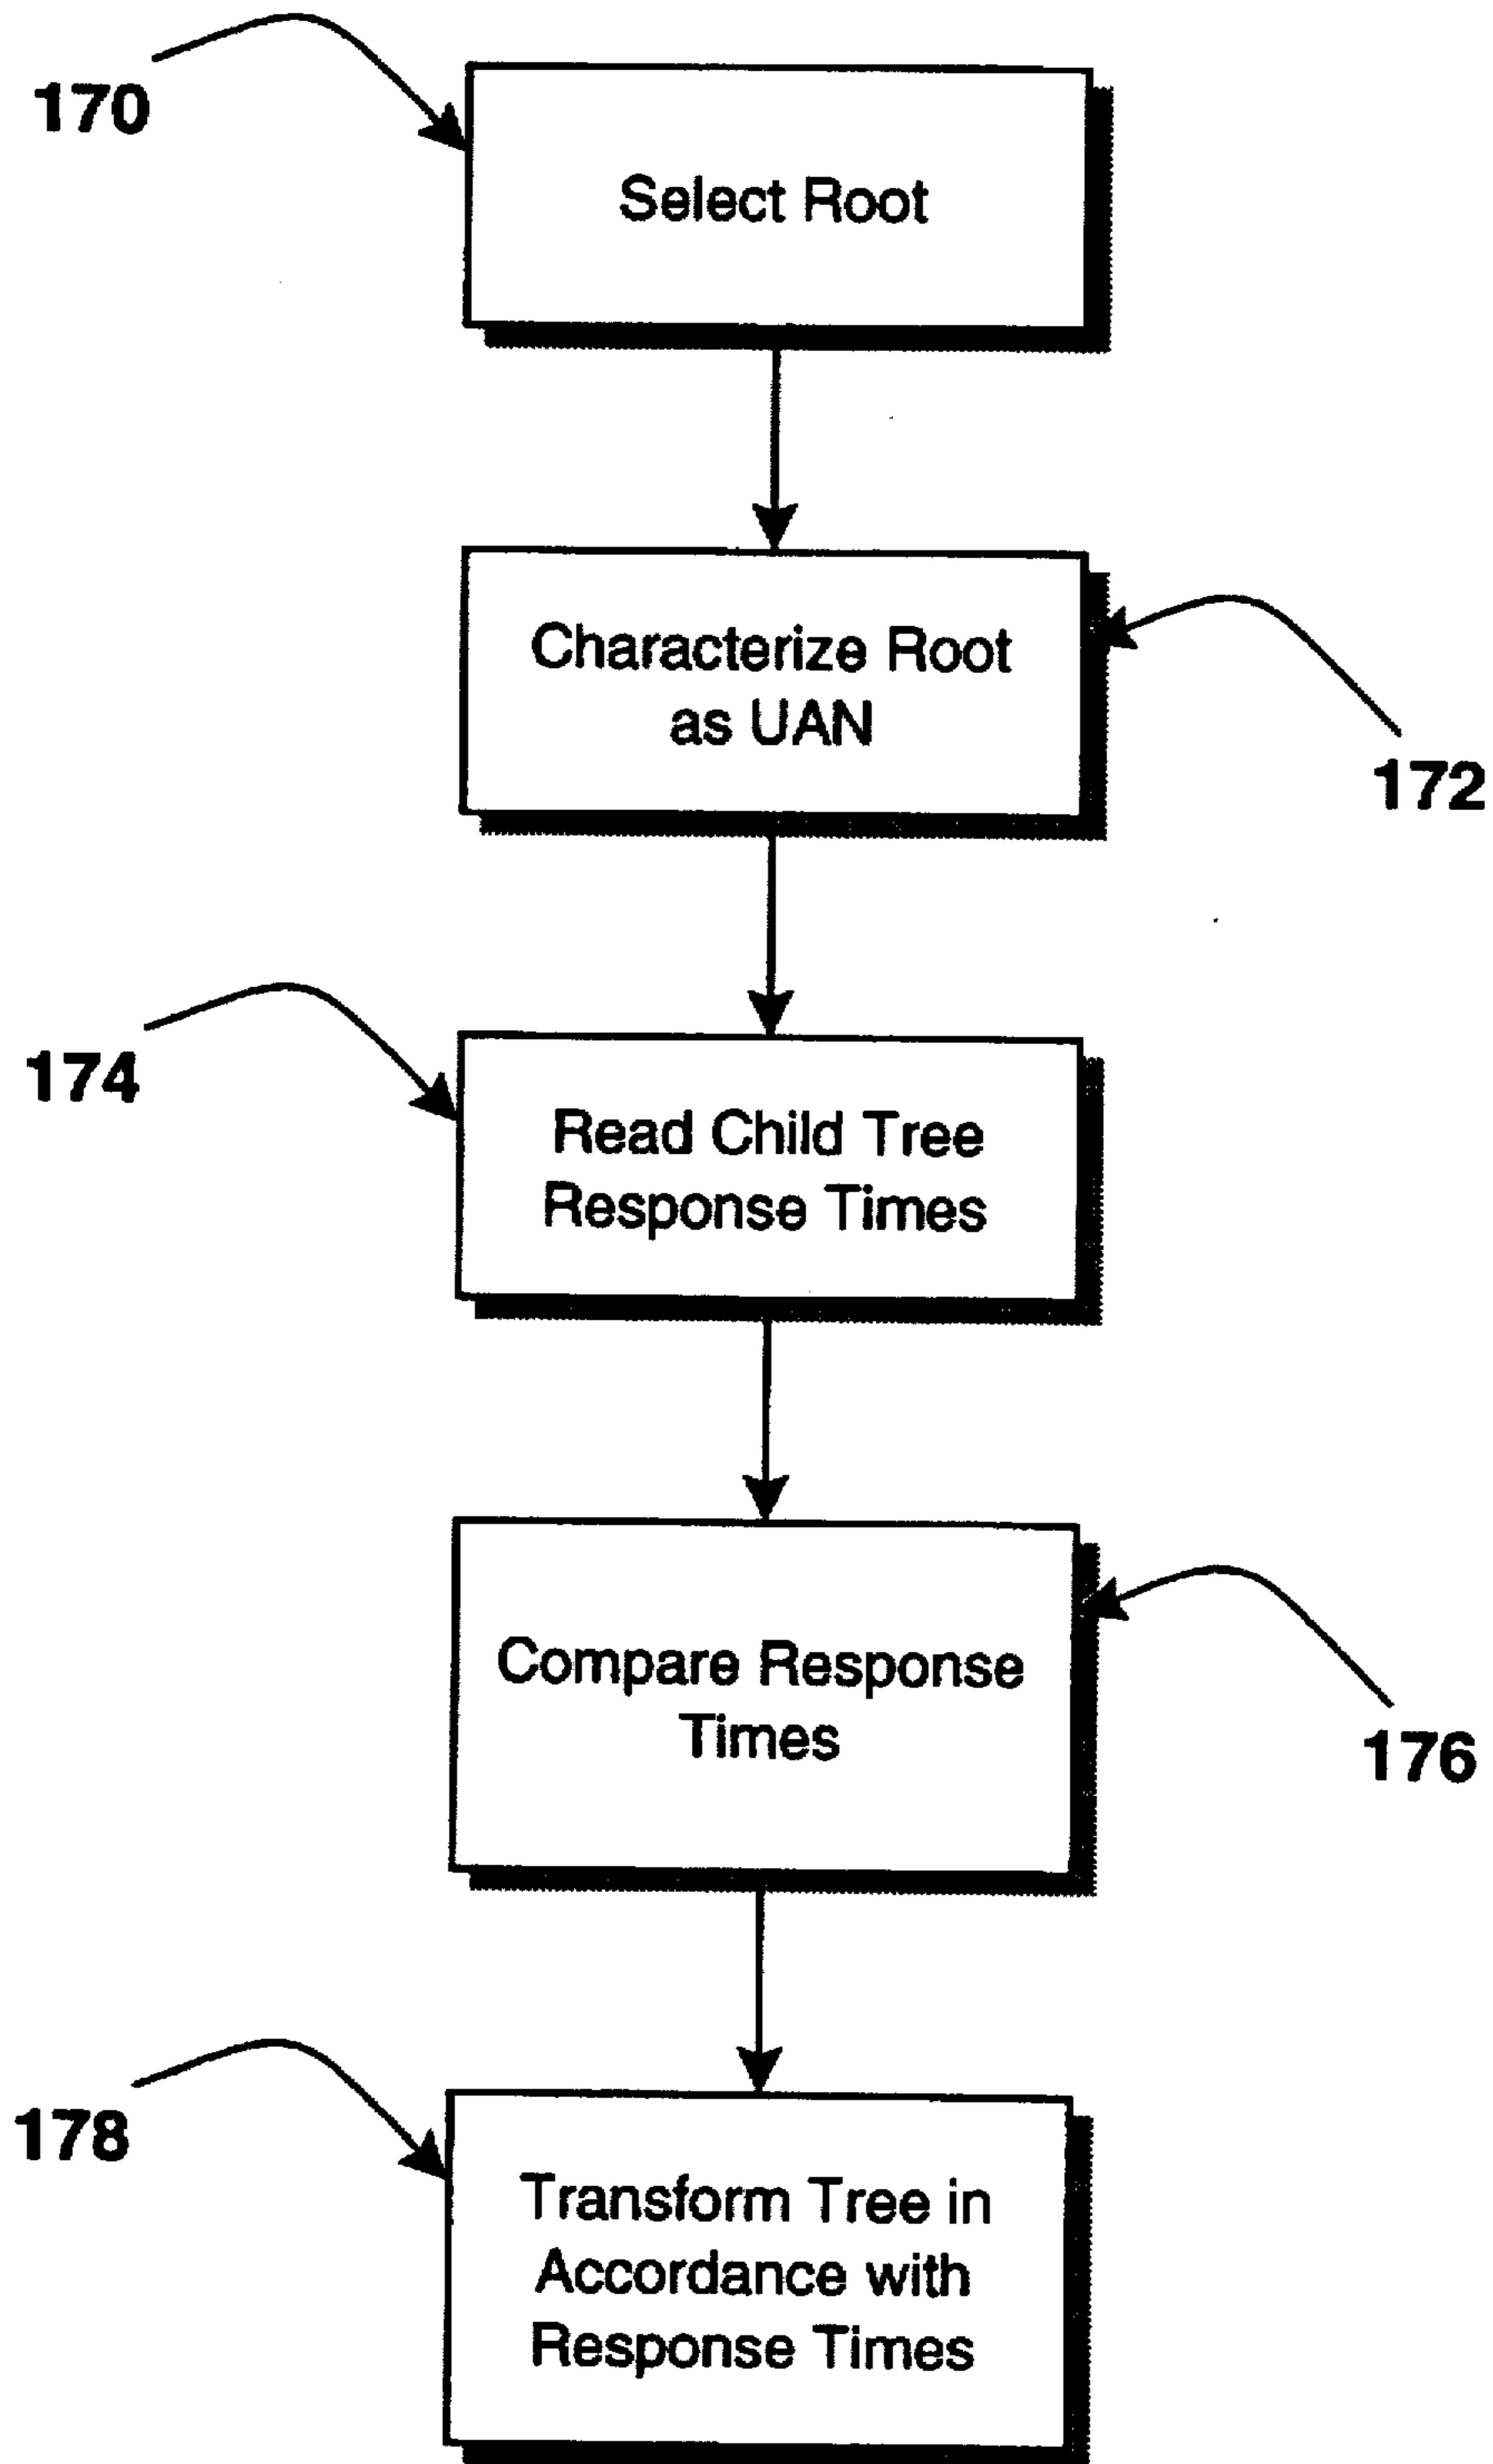 170
Select Root
Characterize Root
as UAN
172
174
Read Child Tree
Response Times
Compare Response
Times
176
178
Transform Tree in
Accordance with
Response Times